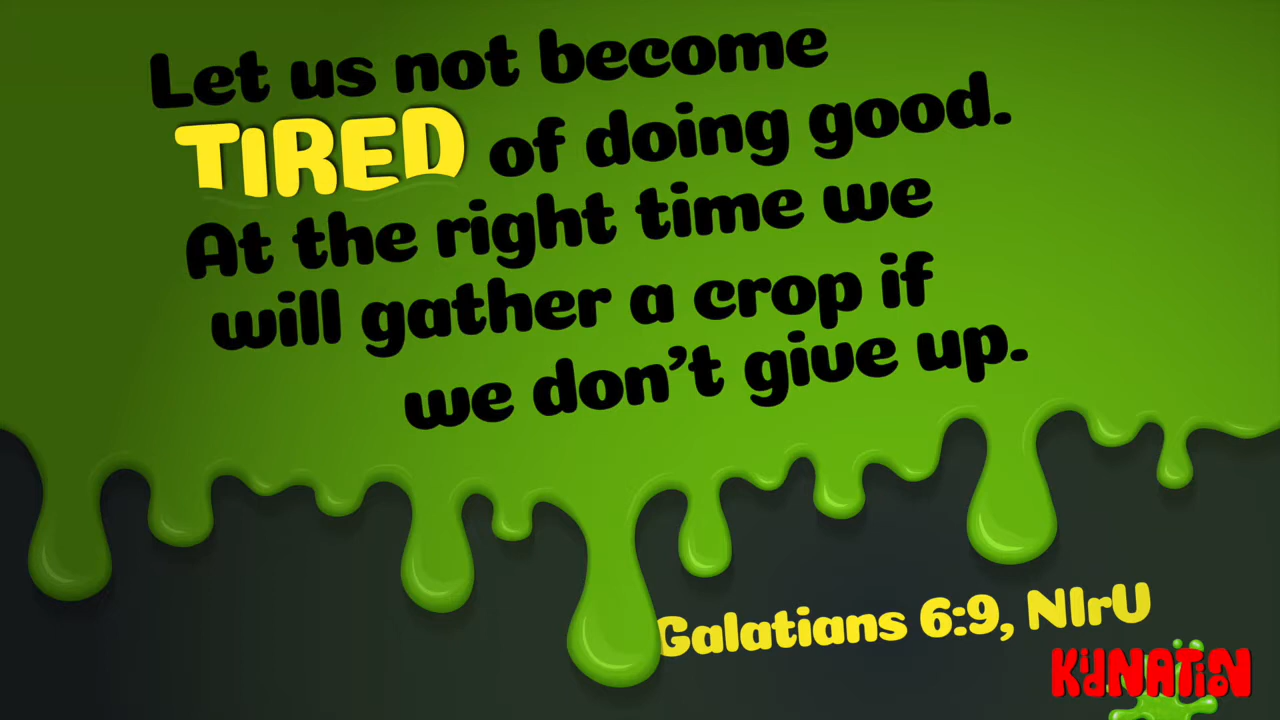 Let us not become
TIRED of doing good.
At the right time we
will gather a crop if
we don't give up.
Galatians 6:9, NIrU
KidNATioN